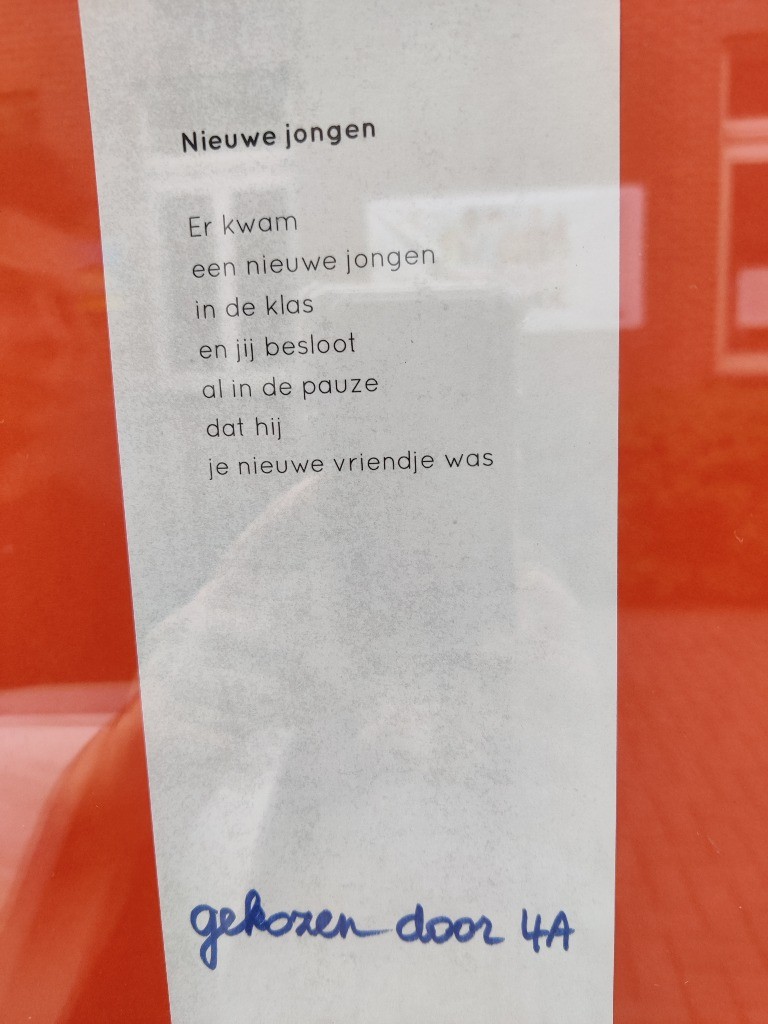 Nieuwe jongen
Er kwam
een nieuwe jongen
in de klas
en jij besloot
al in de pauze
dat hij
je nieuwe vriendje was
gekozen door 4A